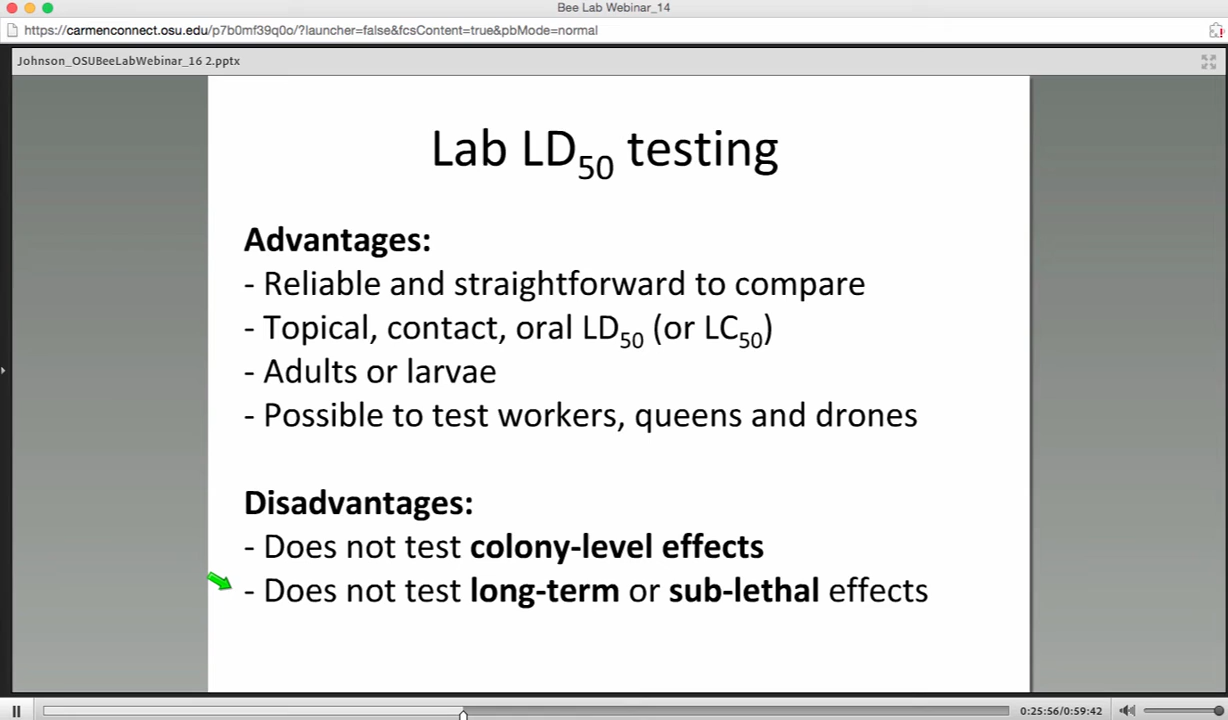 Bee Lab Webinar_14
https://carmenconnect.osu.edu/p7b0mf39q0o/?launcher=false&fcsContent=true&pbMode=normal
Johnson_OSUBeeLabWebinar_16 2.pptx
Lab LD50 testing
Advantages:
- Reliable and straightforward to compare
- Topical, contact, oral LD50 (or LC50)
- Adults or larvae
- Possible to test workers, queens and drones
Disadvantages:
- Does not test colony-level effects
- Does not test long-term or sub-lethal effects
0:25:56/0:59:42